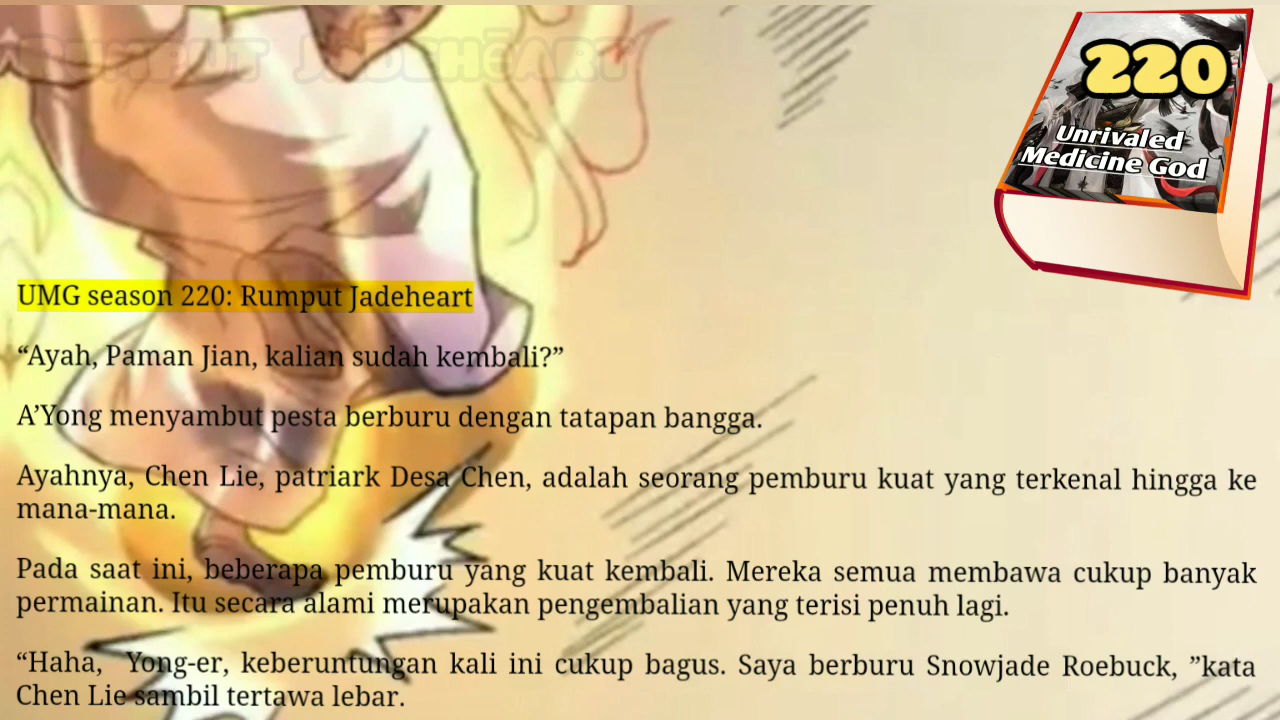 RUMPUT JADEHEART
220
Unrivaled
Medicine God
UMG season 220: Rumput Jadeheart
“Ayah, Paman Jian, kalian sudah kembali?”
A’Yong menyambut pesta berburu dengan tatapan bangga.
Ayahnya, Chen Lie, patriark Desa Chen, adalah seorang pemburu kuat yang terkenal hingga ke
mana-mana.
Pada saat ini, beberapa pemburu yang kuat kembali. Mereka semua membawa cukup banyak
permainan. Itu secara alami merupakan pengembalian yang terisi penuh lagi.
“Haha, Yong-er, keberuntungan kali ini cukup bagus. Saya berburu Snowjade Roebuck, ”kata
Chen Lie sambil tertawa lebar.